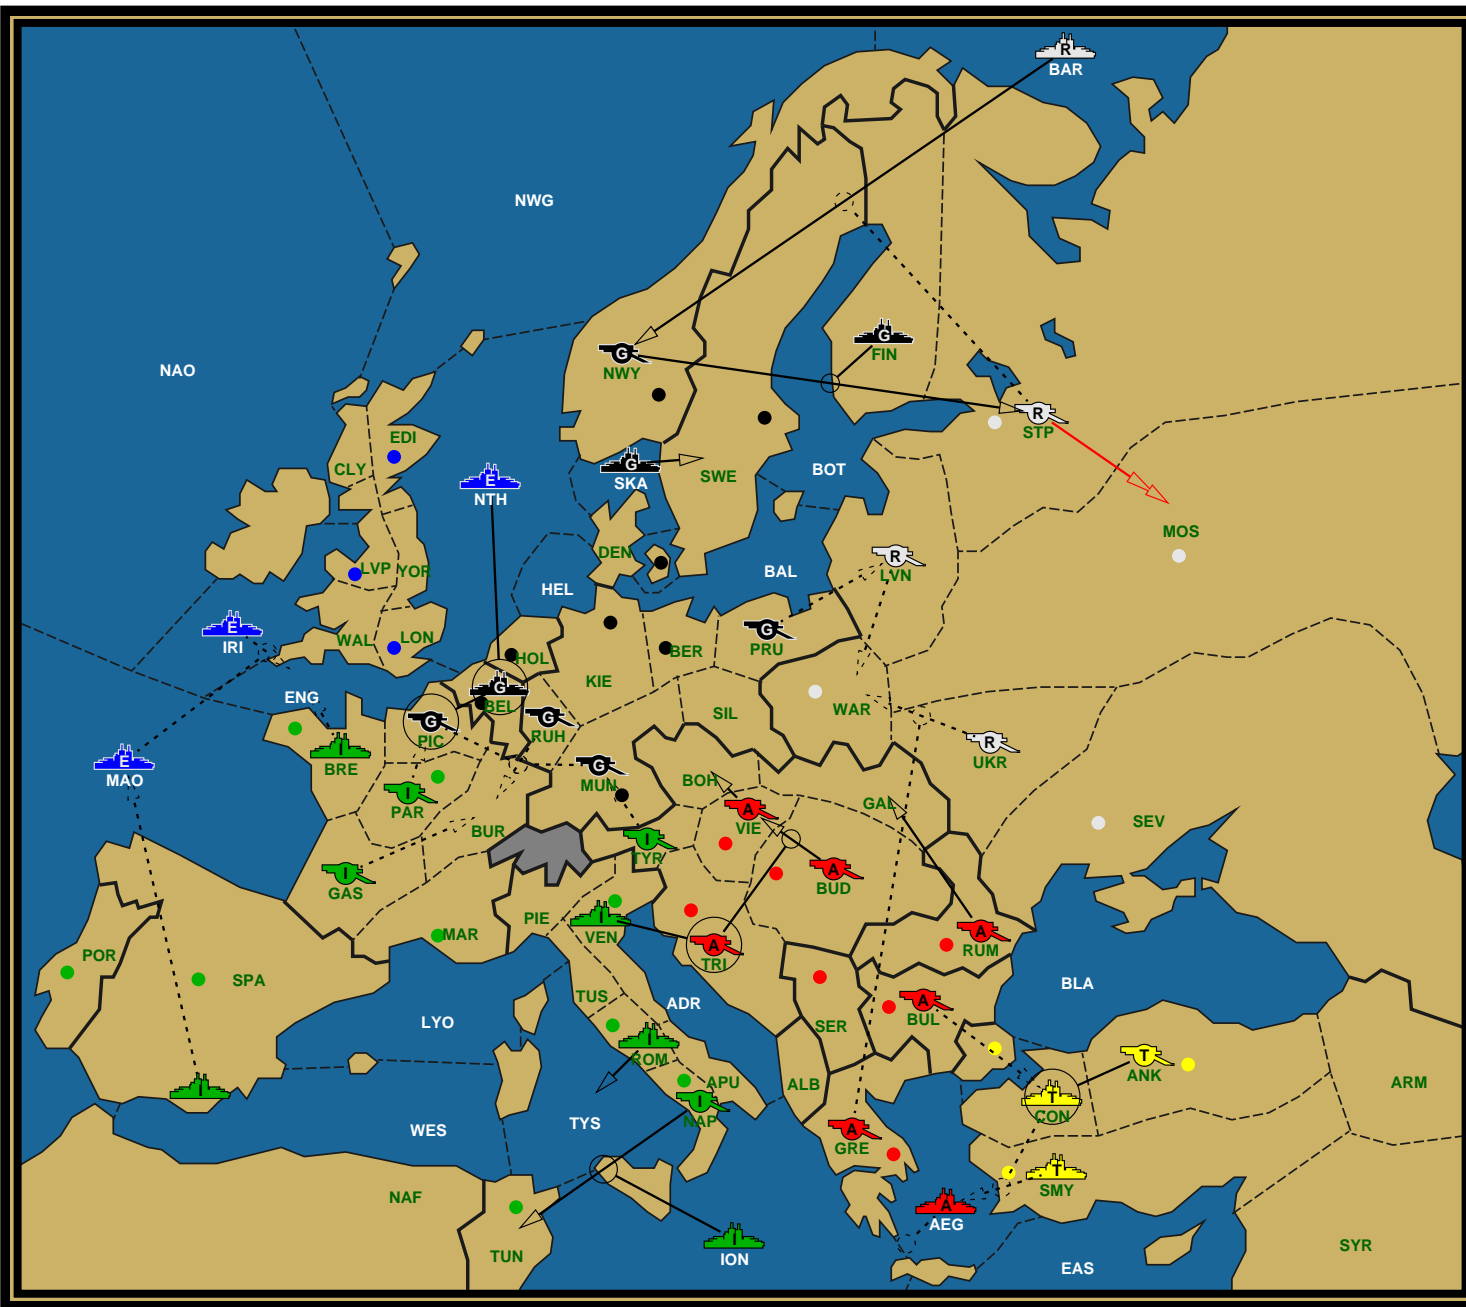 R
BAR
NWG
G
FIN
NAO
G
NWY
R
STP
EDI
CLY
E
NTH
G
SKA
SWE
BOT
MOS
DEN
R
LVN
LVP
YOR
HEL
BAL
E
IRI
WAL
LON
HOL
BER
G
PRU
ENG
KIE
G
BEL
G
PIC
G
RUH
SIL
WAR
R
UKR
E
MAO
I
BRE
G
MUN
BOH
I
PAR
GAL
A
VIE
SEV
BUR
I
TYR
I
GAS
A
BUD
PIE
I
VEN
MAR
A
TRI
A
RUM
POR
SPA
BLA
TUS
ADR
A
BUL
LYO
SER
I
ROM
T
ANK
I
APU
ALB
ARM
T
CON
I
NAP
WES
TYS
A
GRE
T
SMY
NAF
A
AEG
I
ION
TUN
EAS
SYR